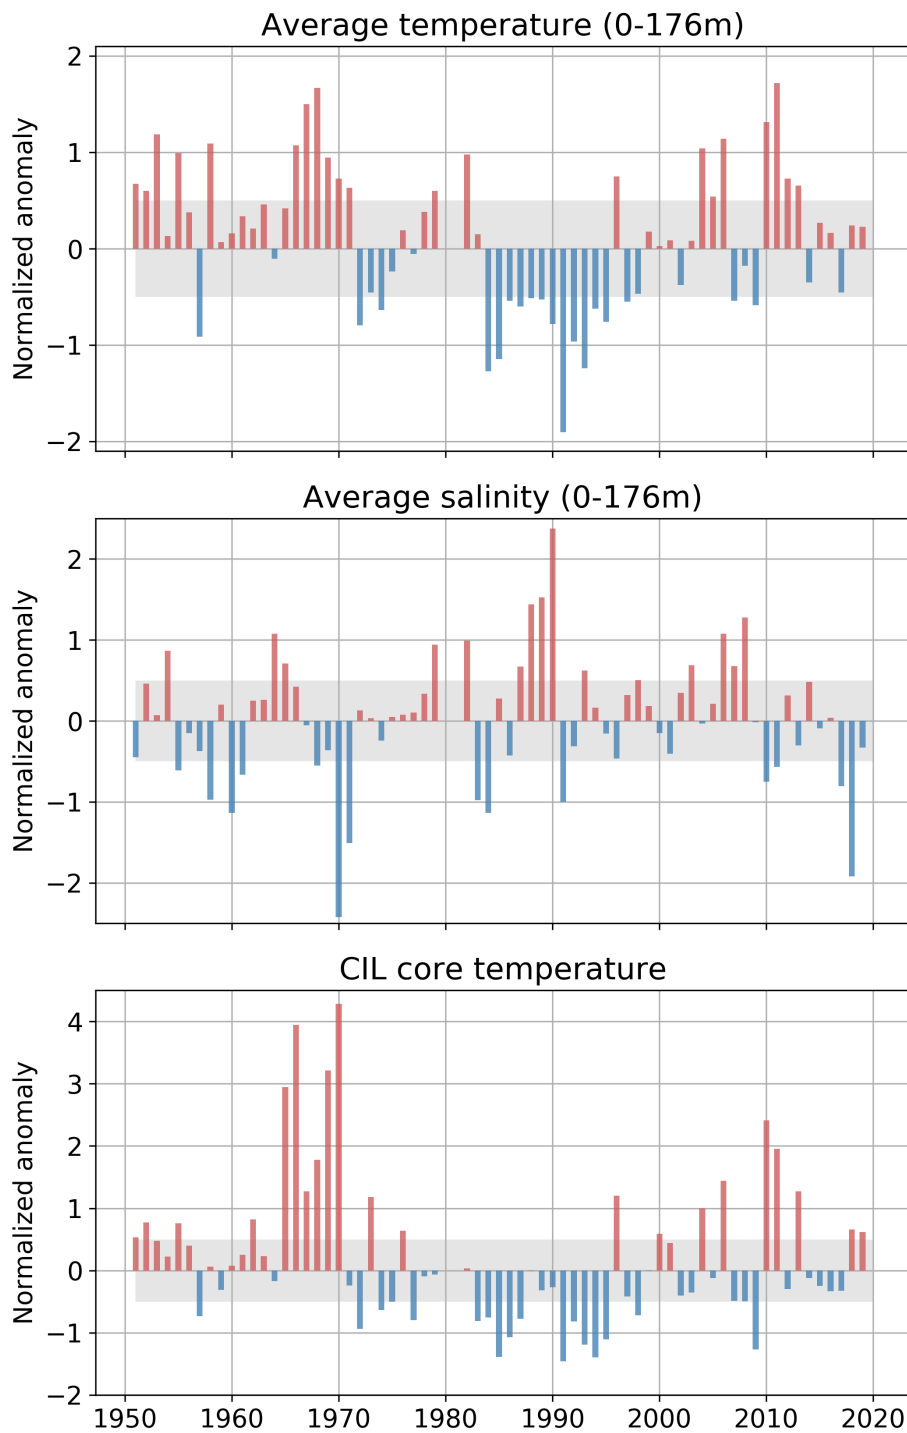 Average temperature (0-176m)
Normalized anomaly
2
1
0
−1
−2
Average salinity (0-176m)
Normalized anomaly
2
1
0
−1
−2
CIL core temperature
Normalized anomaly
4
3
2
1
0
−1
−2
1950 1960 1970 1980 1990 2000 2010 2020